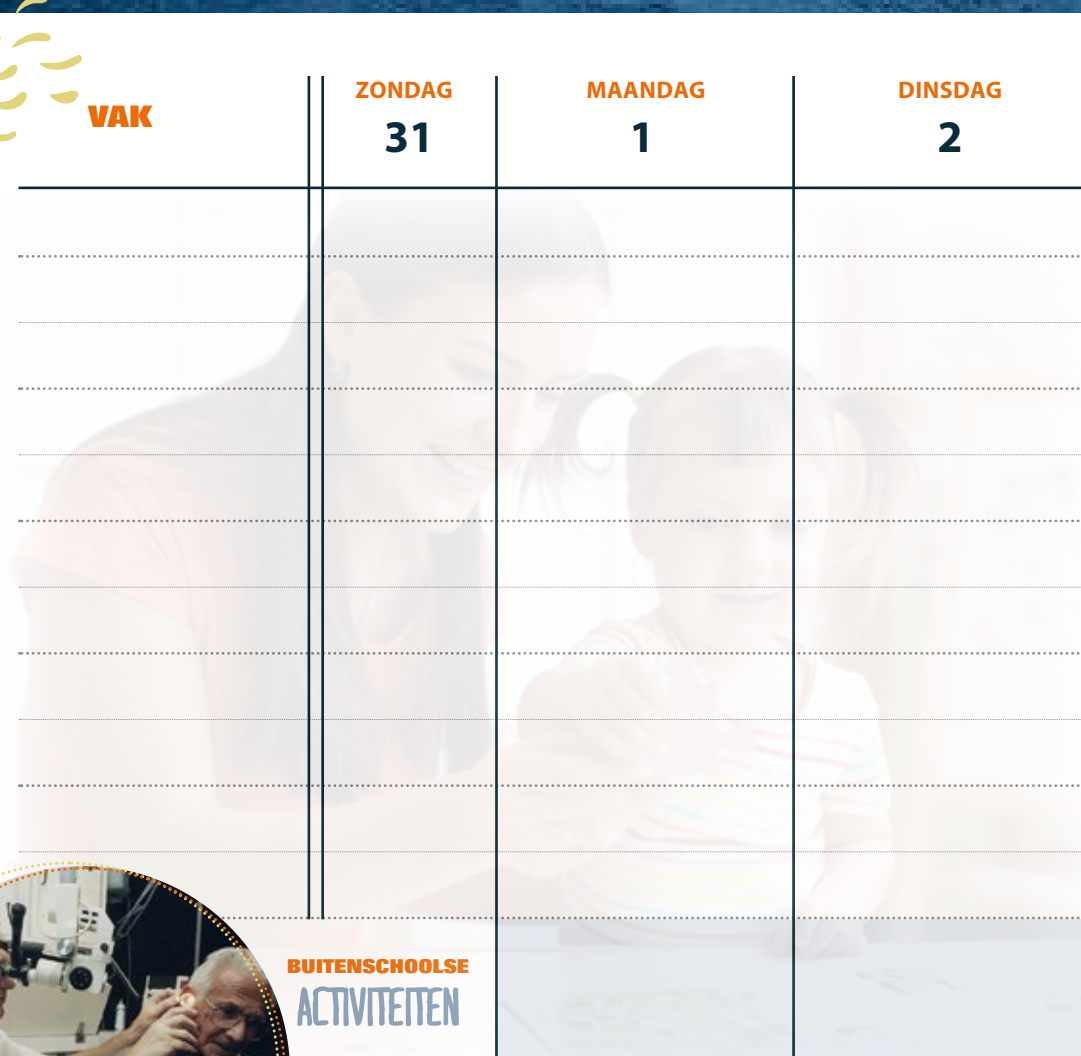 VAK
ZONDAG
31
MAANDAG
1
DINSDAG
2
BUITENSCHOOLSE
ACTIVITEITEN